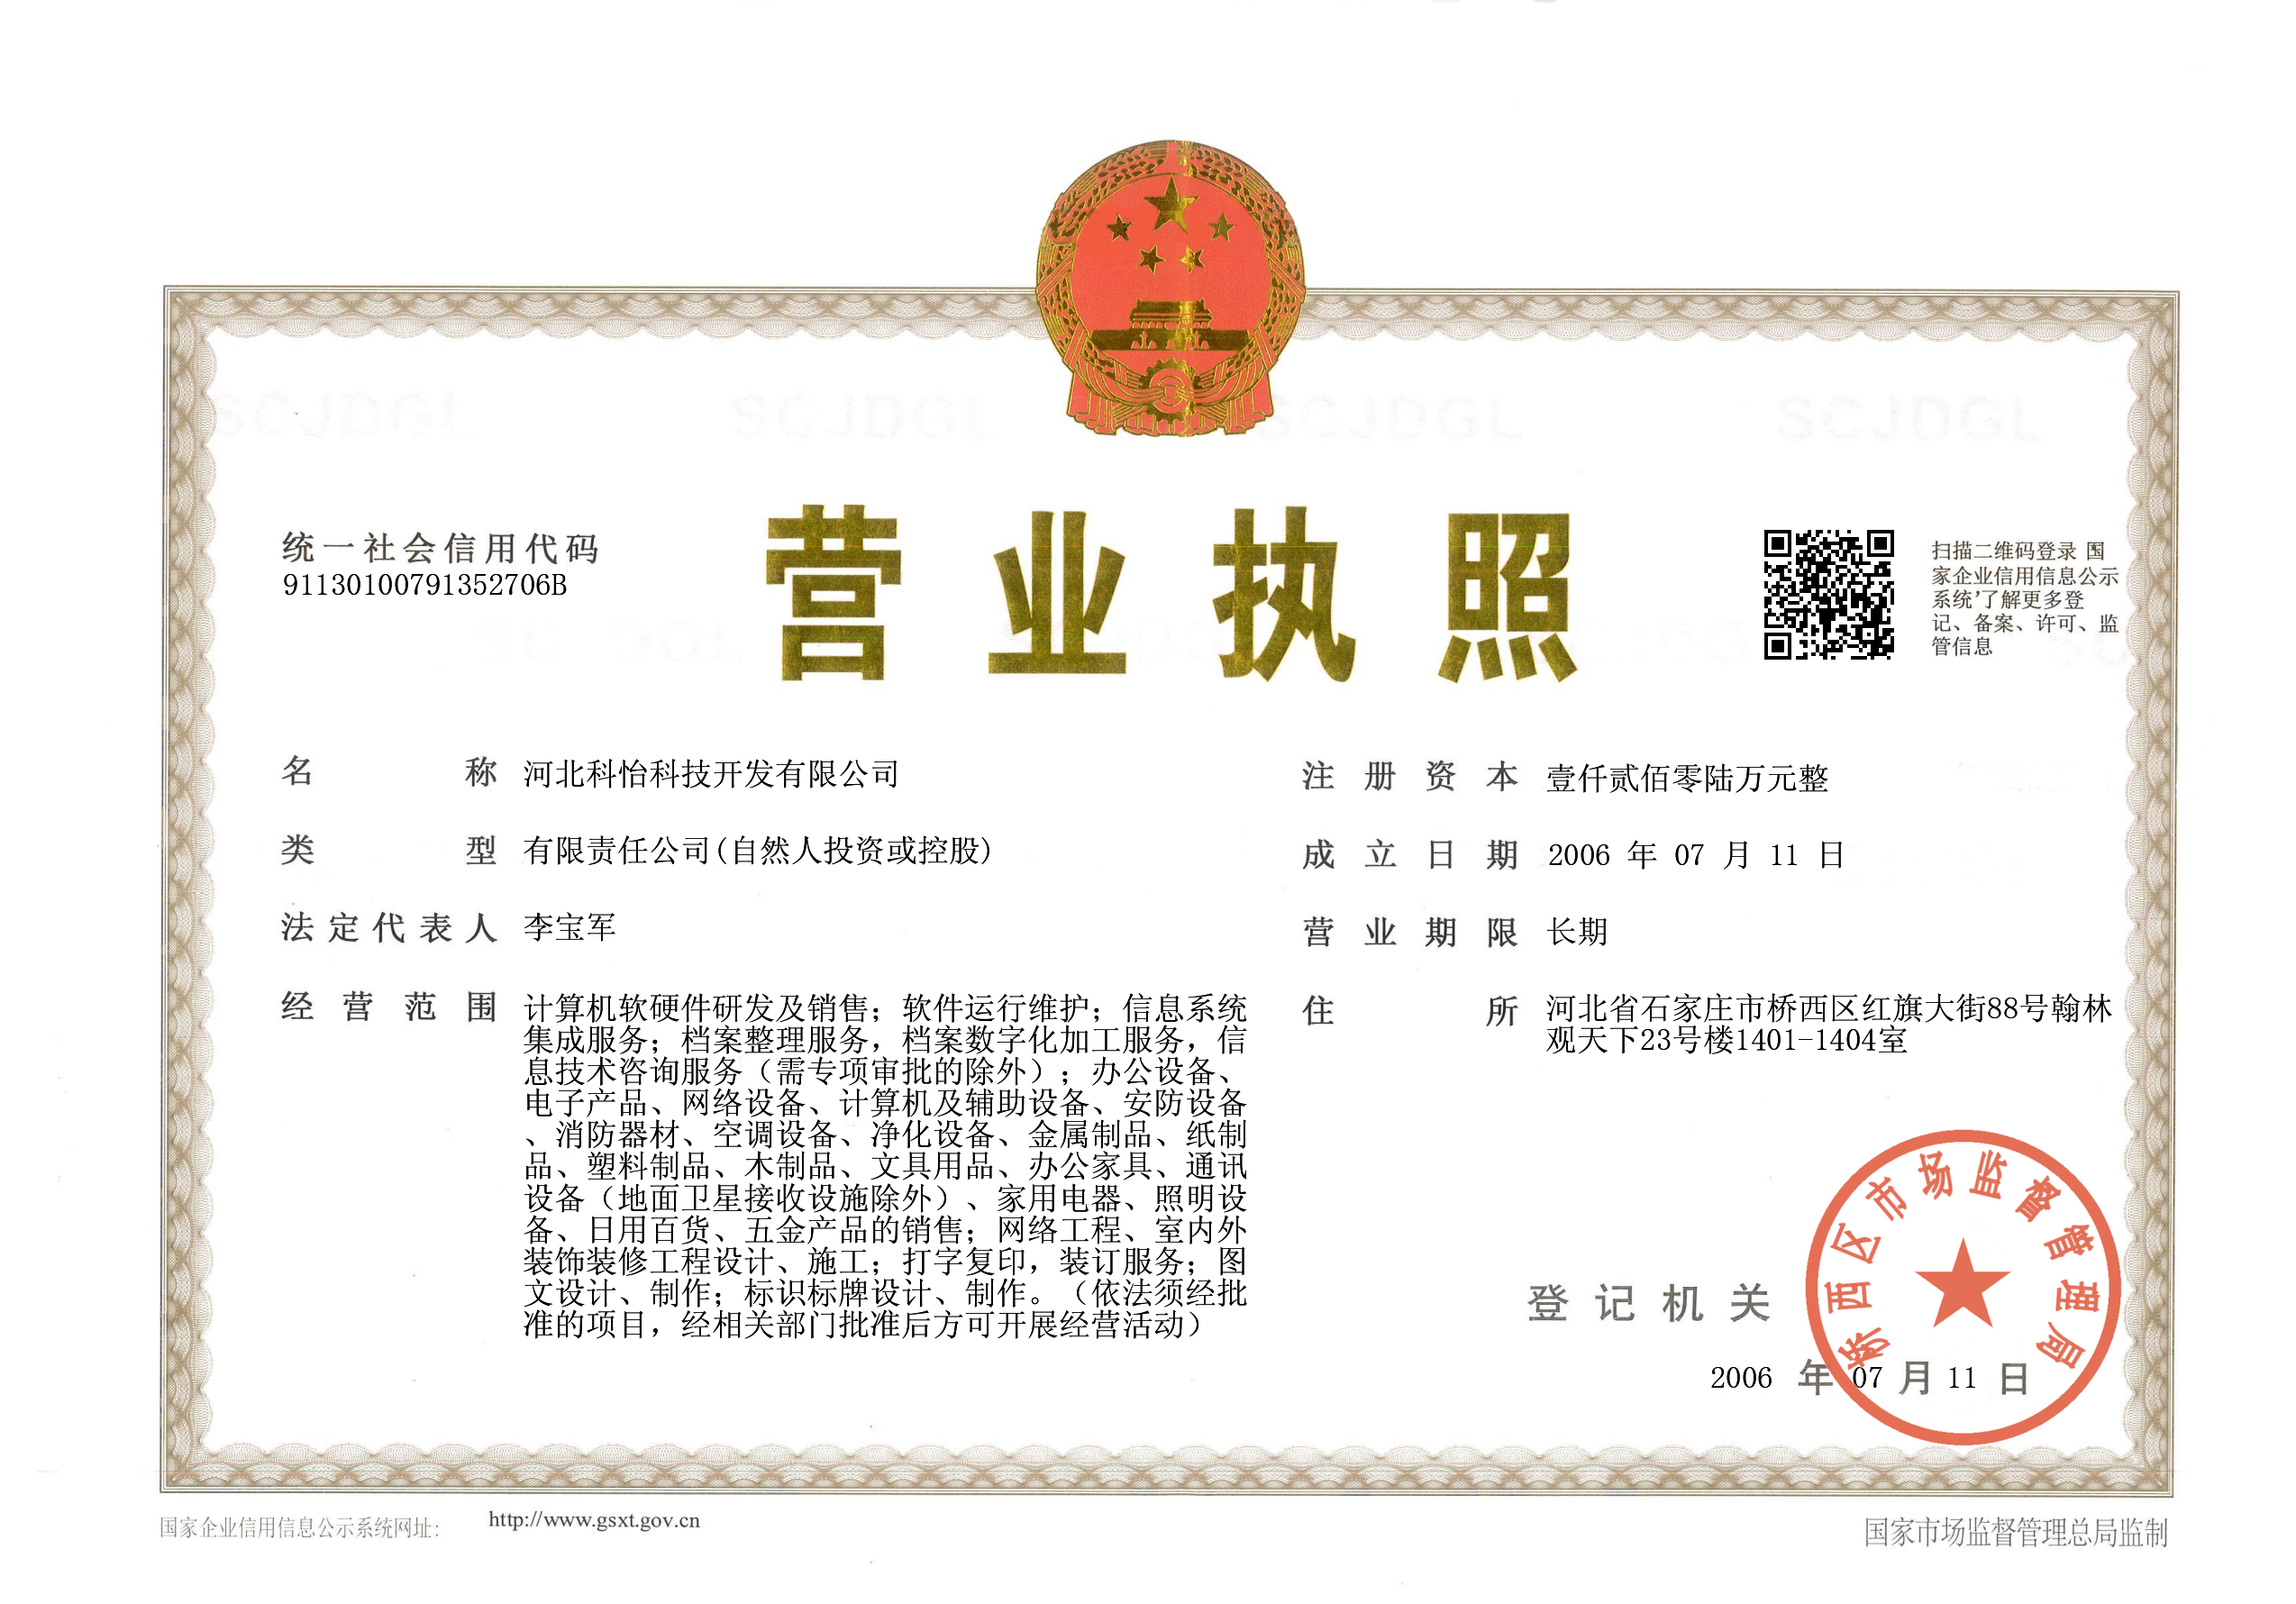 SCJDGL SCJDGL SCJDGL SCJDGL
营业执照
统一社会信用代码
91130100791352706B
扫描二维码登录 国
家企业信用信息公示
系统'了解更多登
记、备案、许可、监
管信息
名称 河北科怡科技开发有限公司
类型 有限责任公司(自然人投资或控股)
法定代表人 李宝军
经营范围 计算机软硬件研发及销售；软件运行维护；信息系统
集成服务；档案整理服务，档案数字化加工服务，信
息技术咨询服务（需专项审批的除外）；办公设备、
电子产品、网络设备、计算机及辅助设备、安防设备
、消防器材、空调设备、净化设备、金属制品、纸制
品、塑料制品、木制品、文具用品、办公家具、通讯
设备（地面卫星接收设施除外）、家用电器、照明设
备、日用百货、五金产品的销售；网络工程、室内外
装饰装修工程设计、施工；打字复印，装订服务；图
文设计、制作；标识标牌设计、制作。（依法须经批
准的项目，经相关部门批准后方可开展经营活动）
注册资本 壹仟贰佰零陆万元整
成立日期 2006 年 07 月 11 日
营业期限 长期
住所 河北省石家庄市桥西区红旗大街88号翰林
观天下23号楼1401-1404室
桥西区市场监督管理局
登记机关
2006 年 07 月 11 日
国家企业信用信息公示系统网址： http://www.gsxt.gov.cn
国家市场监督管理总局监制